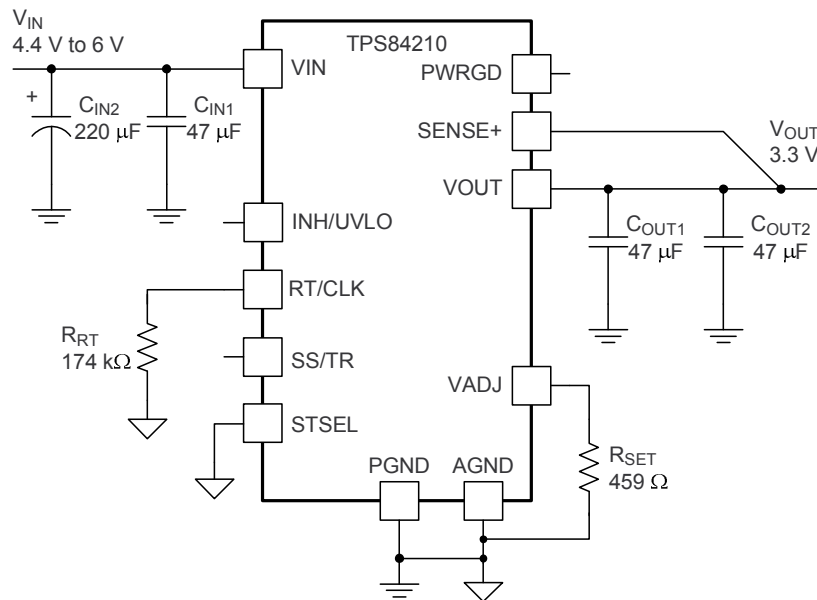 VIN
4.4 V to 6 V
TPS84210
VIN
PWRGD
+
CIN2
220 μF
CIN1
47 μF
SENSE+
VOUT
3.3 V
VOUT
INH/UVLO
COUT1
47 μF
COUT2
47 μF
RT/CLK
RRT
174 kΩ
SS/TR
VADJ
STSEL
PGND
AGND
RSET
459 Ω